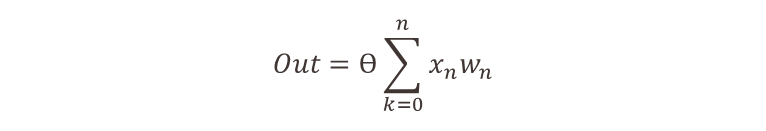 Out = ϴ ∑_{k=0}^{n} x_n w_n